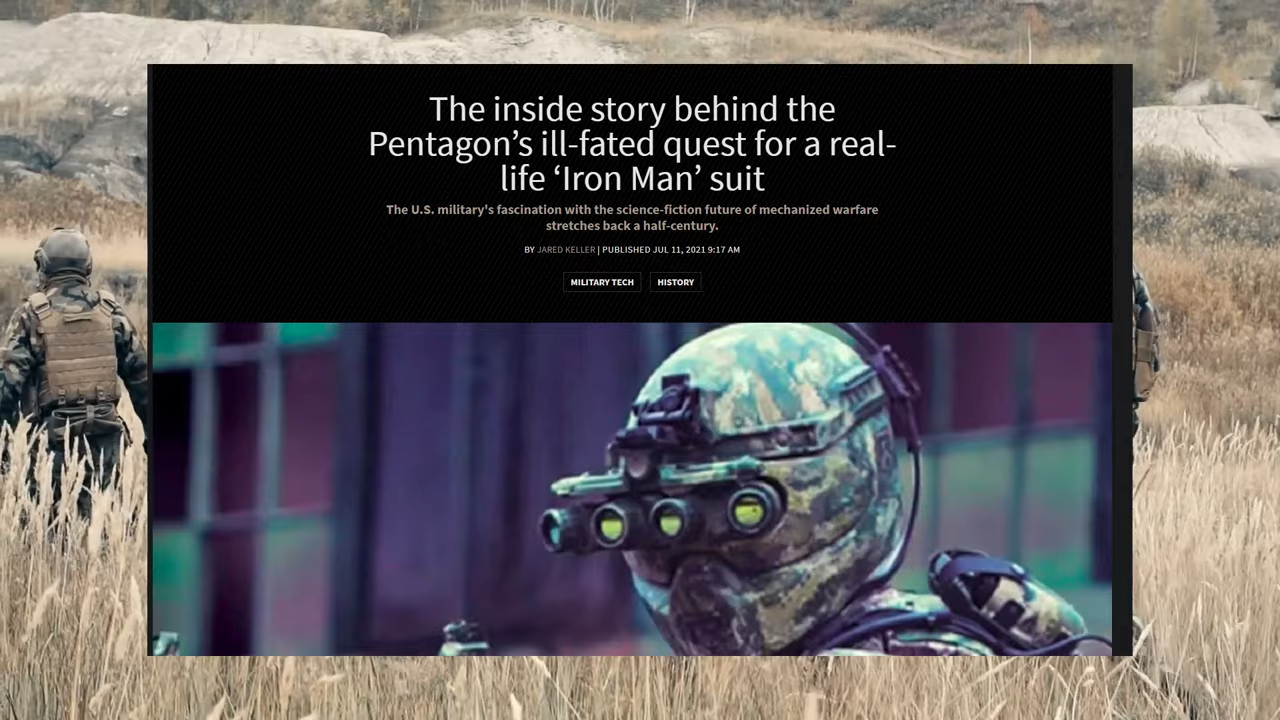 The inside story behind the
Pentagon’s ill-fated quest for a real-
life ‘Iron Man’ suit
The U.S. military's fascination with the science-fiction future of mechanized warfare
stretches back a half-century.
BY JARED KELLER | PUBLISHED JUL 11, 2021 9:17 AM
MILITARY TECH HISTORY